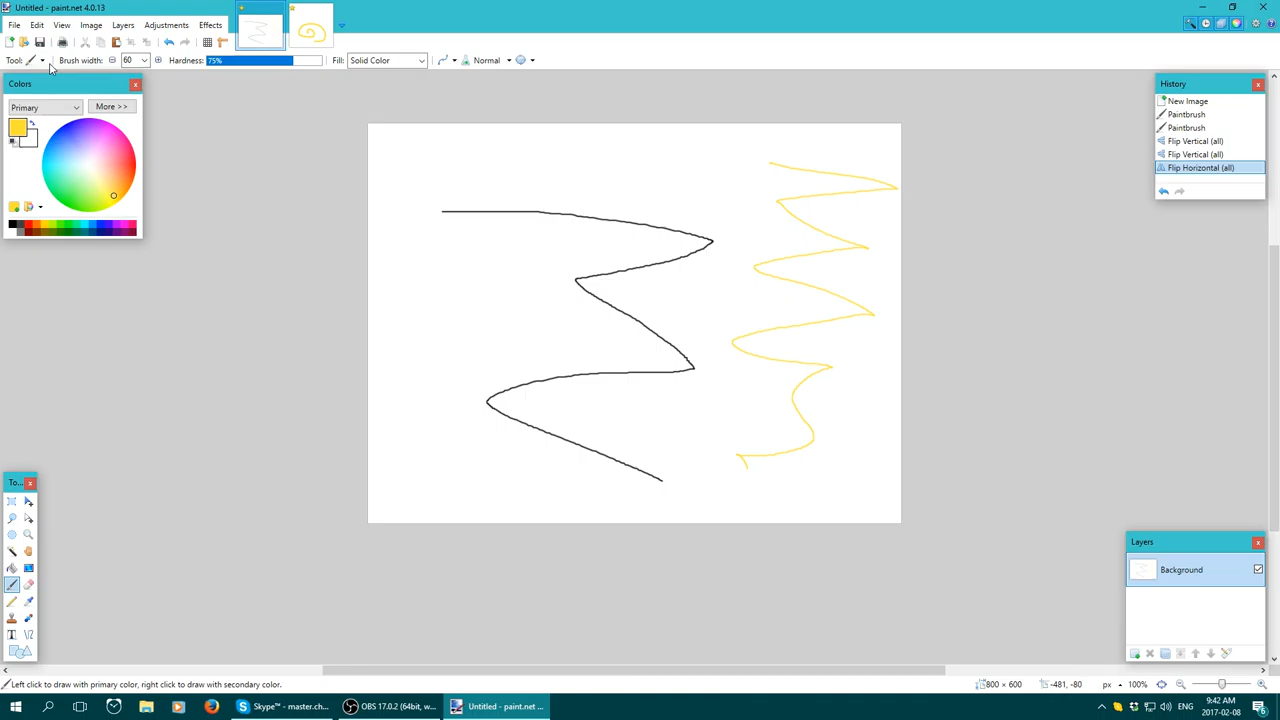 Untitled - paint.net 4.0.13
File Edit View Image Layers Adjustments Effects
Tool: Brush width: 60 Hardness: 75% Fill: Solid Color Normal
Colors
Primary More >>
History
New Image
Paintbrush
Paintbrush
Flip Vertical (all)
Flip Vertical (all)
Flip Horizontal (all)
To...
Layers
Background
Left click to draw with primary color, right click to draw with secondary color.
800 × 600 -481, -80 px 100%
Skype™ - master.ch... OBS 17.0.2 (64bit, w... Untitled - paint.net ...
ENG 9:42 AM
2017-02-08 6